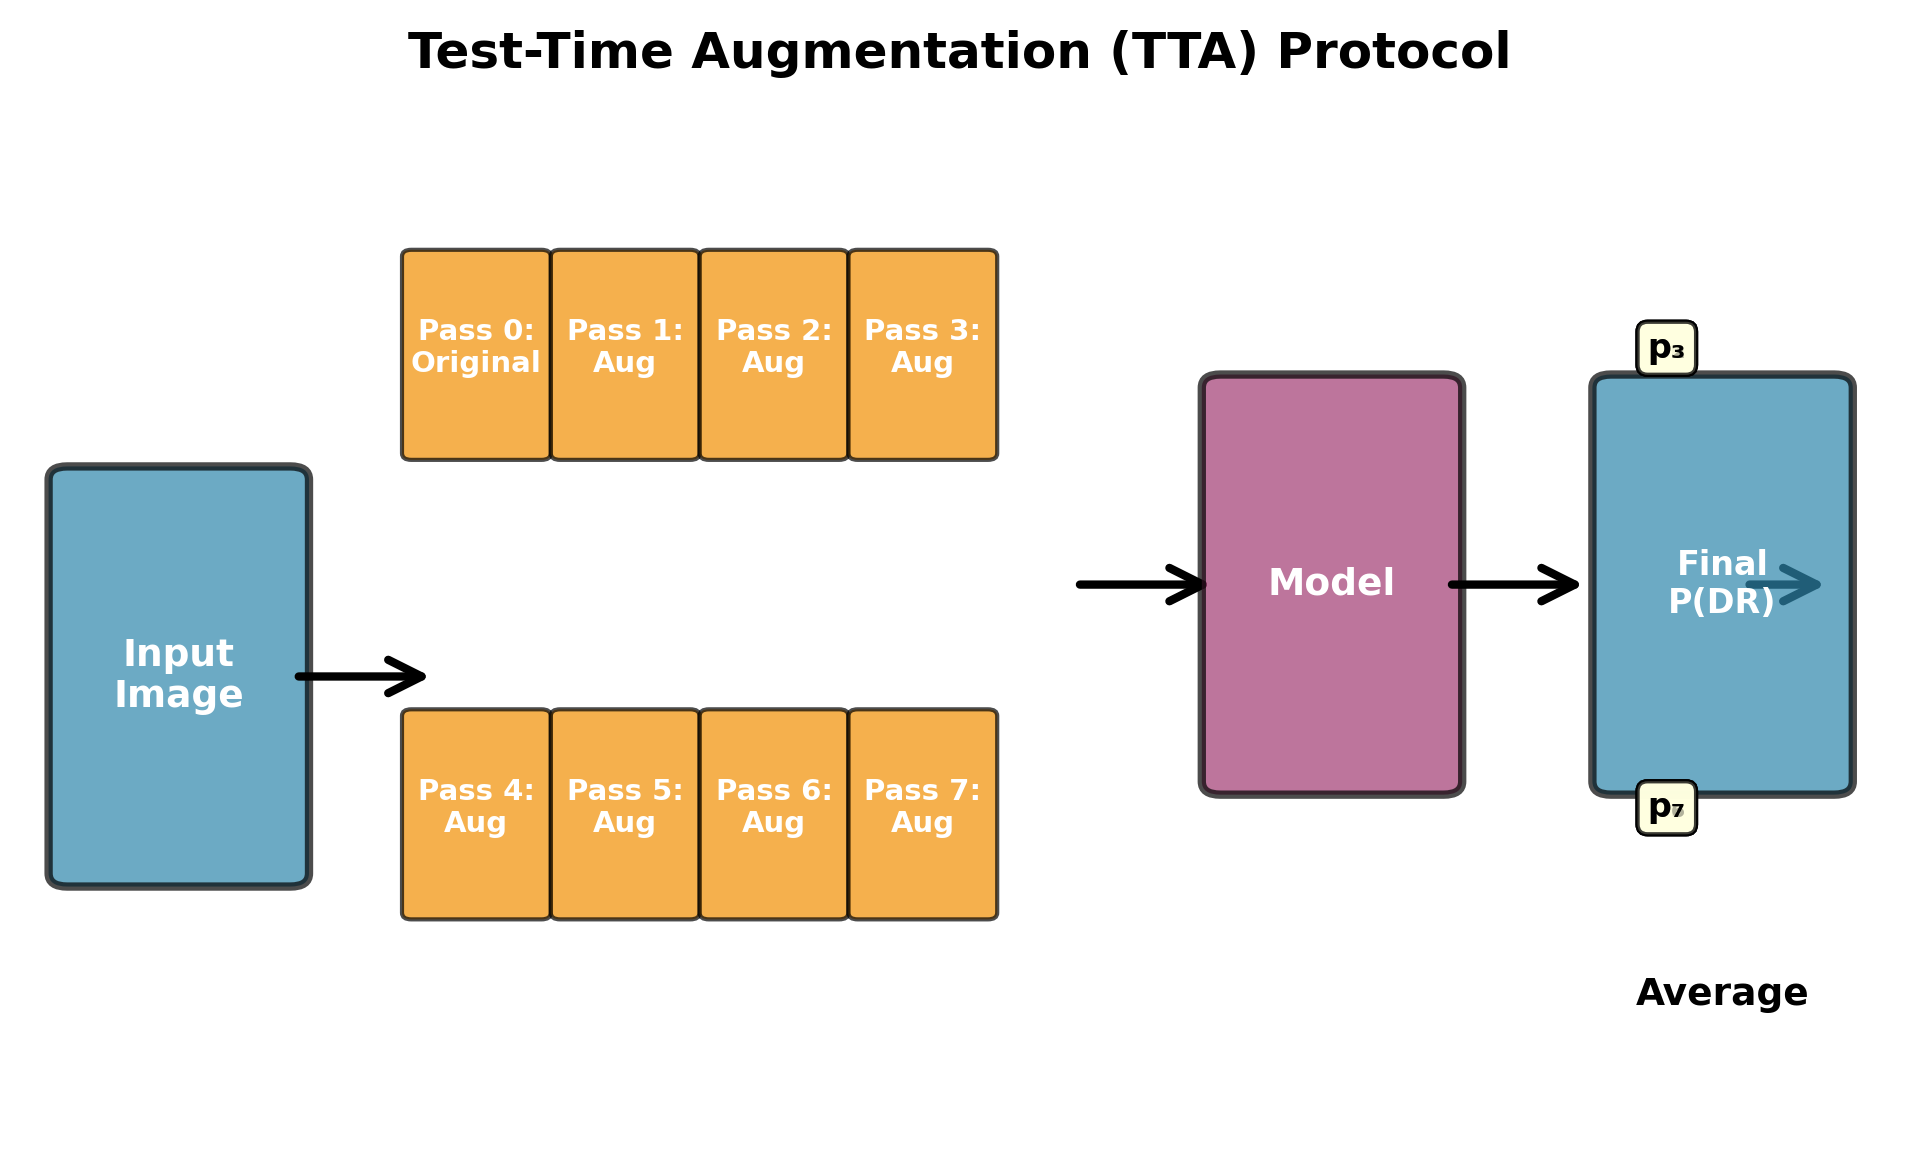 Test-Time Augmentation (TTA) Protocol
Pass 0:
Original
Pass 1:
Aug
Pass 2:
Aug
Pass 3:
Aug
Input
Image
Pass 4:
Aug
Pass 5:
Aug
Pass 6:
Aug
Pass 7:
Aug
Model
p₃
Final
P(DR)
p₇
Average